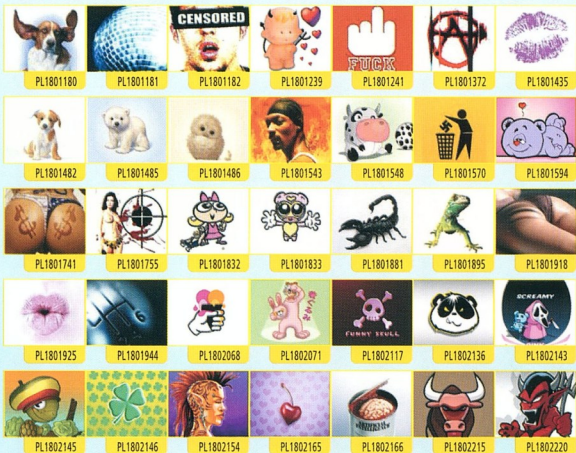 CENSORED
FUCK
PL1801180 PL1801181 PL1801182 PL1801239 PL1801241 PL1801372 PL1801435
PL1801482 PL1801485 PL1801486 PL1801543 PL1801548 PL1801570 PL1801594
PL1801741 PL1801755 PL1801832 PL1801833 PL1801881 PL1801895 PL1801918
FUNNY SKULL
SCREAMY
PL1801925 PL1801944 PL1802068 PL1802071 PL1802117 PL1802136 PL1802143
PL1802145 PL1802146 PL1802154 PL1802165 PL1802166 PL1802215 PL1802220